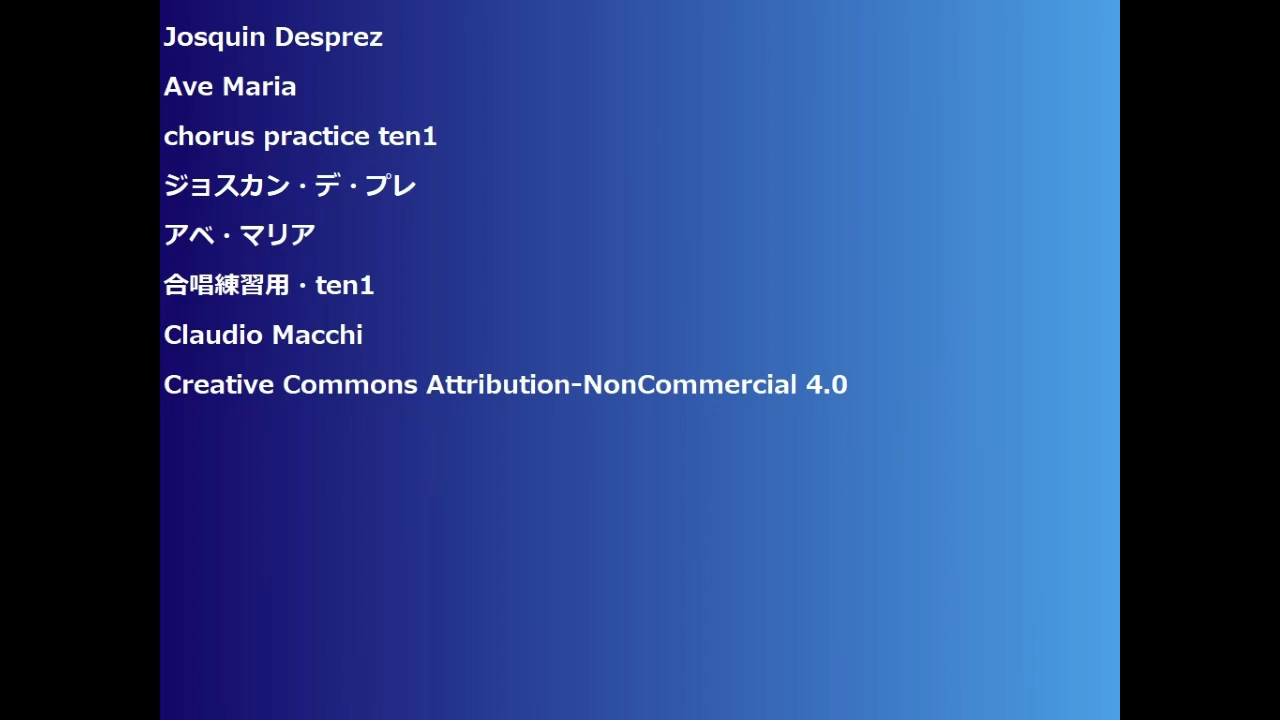 Josquin Desprez
Ave Maria
chorus practice ten1
ジョスカン・デ・プレ
アベ・マリア
合唱練習用・ten1
Claudio Macchi
Creative Commons Attribution-NonCommercial 4.0